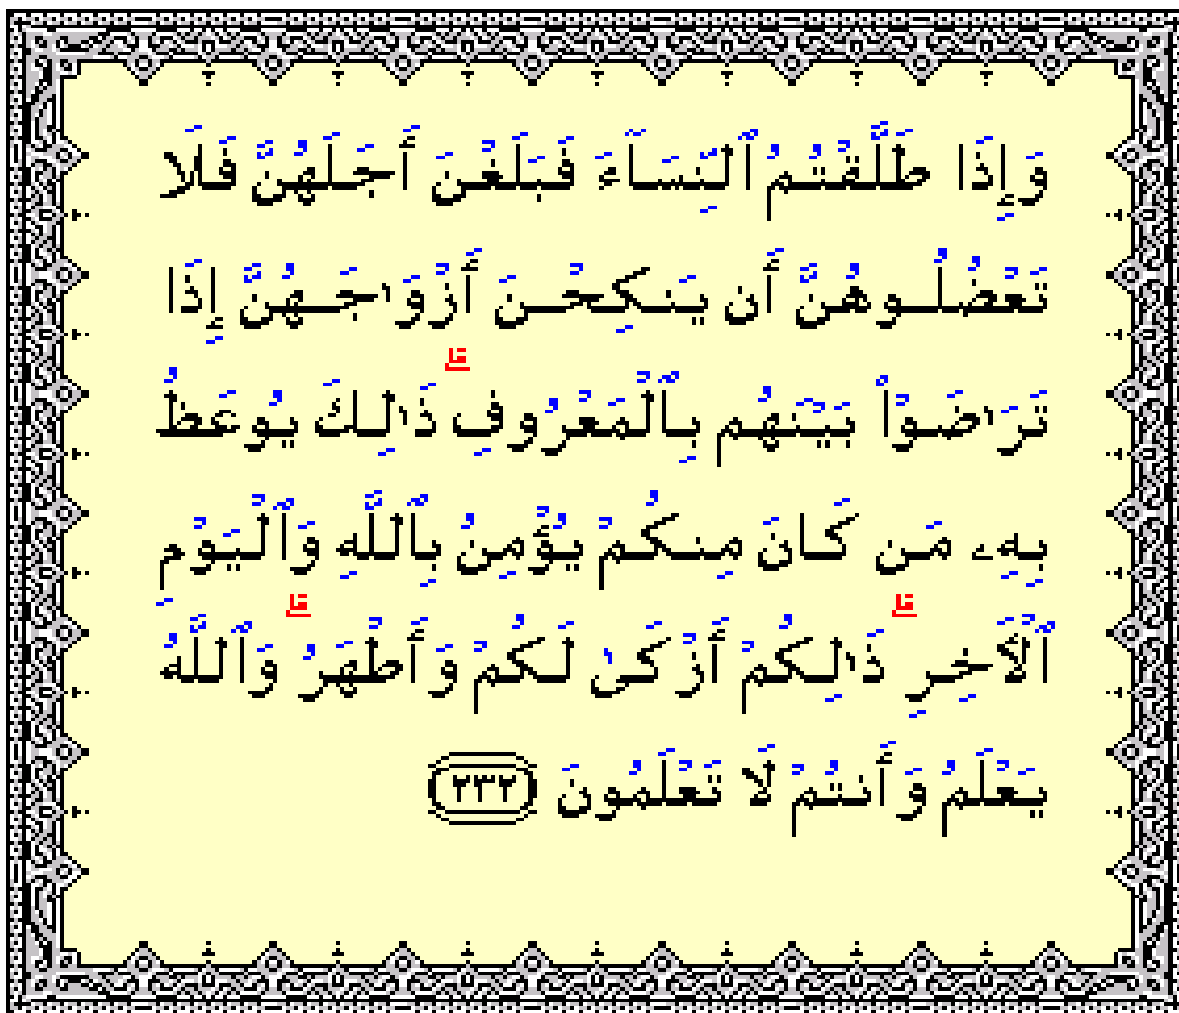 وَإِذَا طَلَّقْتُمُ ٱلنِّسَآءَ فَبَلَغْنَ أَجَلَهُنَّ فَلَا
تَعْضُلُوهُنَّ أَن يَنكِحْنَ أَزْوَٰجَهُنَّ إِذَا
تَرَٰضَوْا۟ بَيْنَهُم بِٱلْمَعْرُوفِ ۗ ذَٰلِكَ يُوعَظُ
بِهِۦ مَن كَانَ مِنكُمْ يُؤْمِنُ بِٱللَّهِ وَٱلْيَوْمِ
ٱلْـَٔاخِرِ ۗ ذَٰلِكُمْ أَزْكَىٰ لَكُمْ وَأَطْهَرُ ۗ وَٱللَّهُ
يَعْلَمُ وَأَنتُمْ لَا تَعْلَمُونَ ٢٣٢